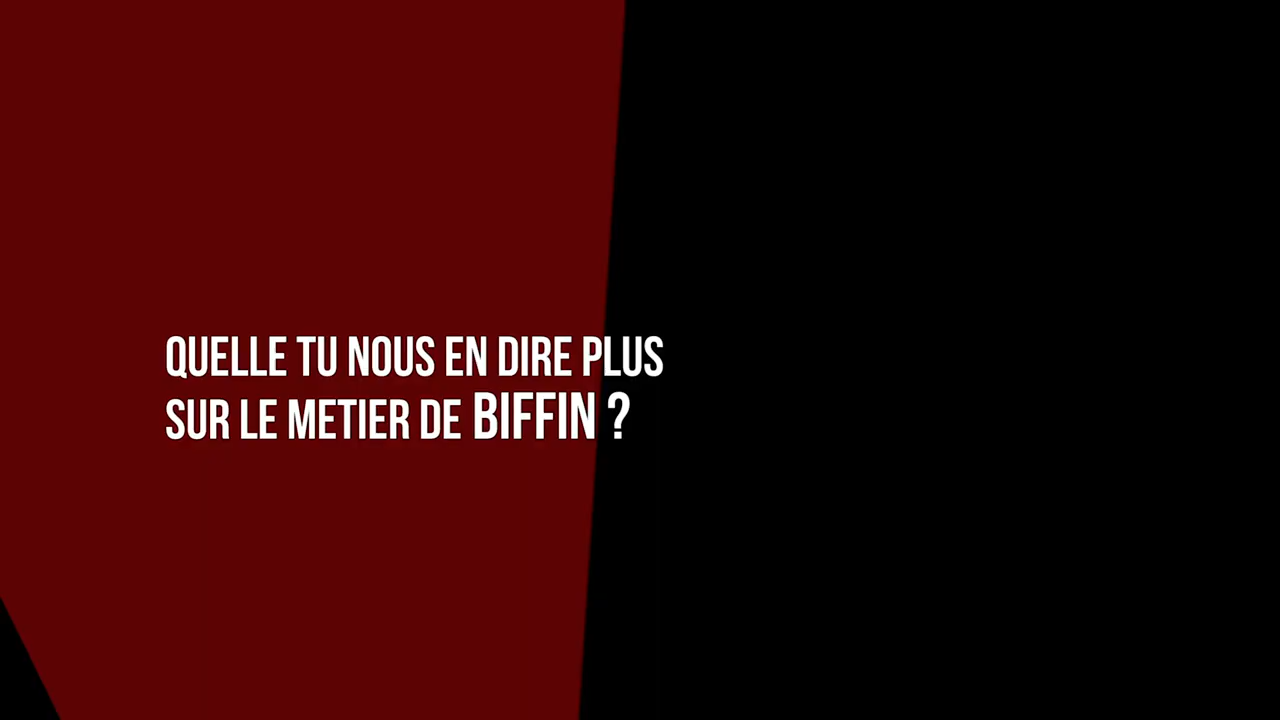 QUELLE TU NOUS EN DIRE PLUS
SUR LE METIER DE BIFFIN ?